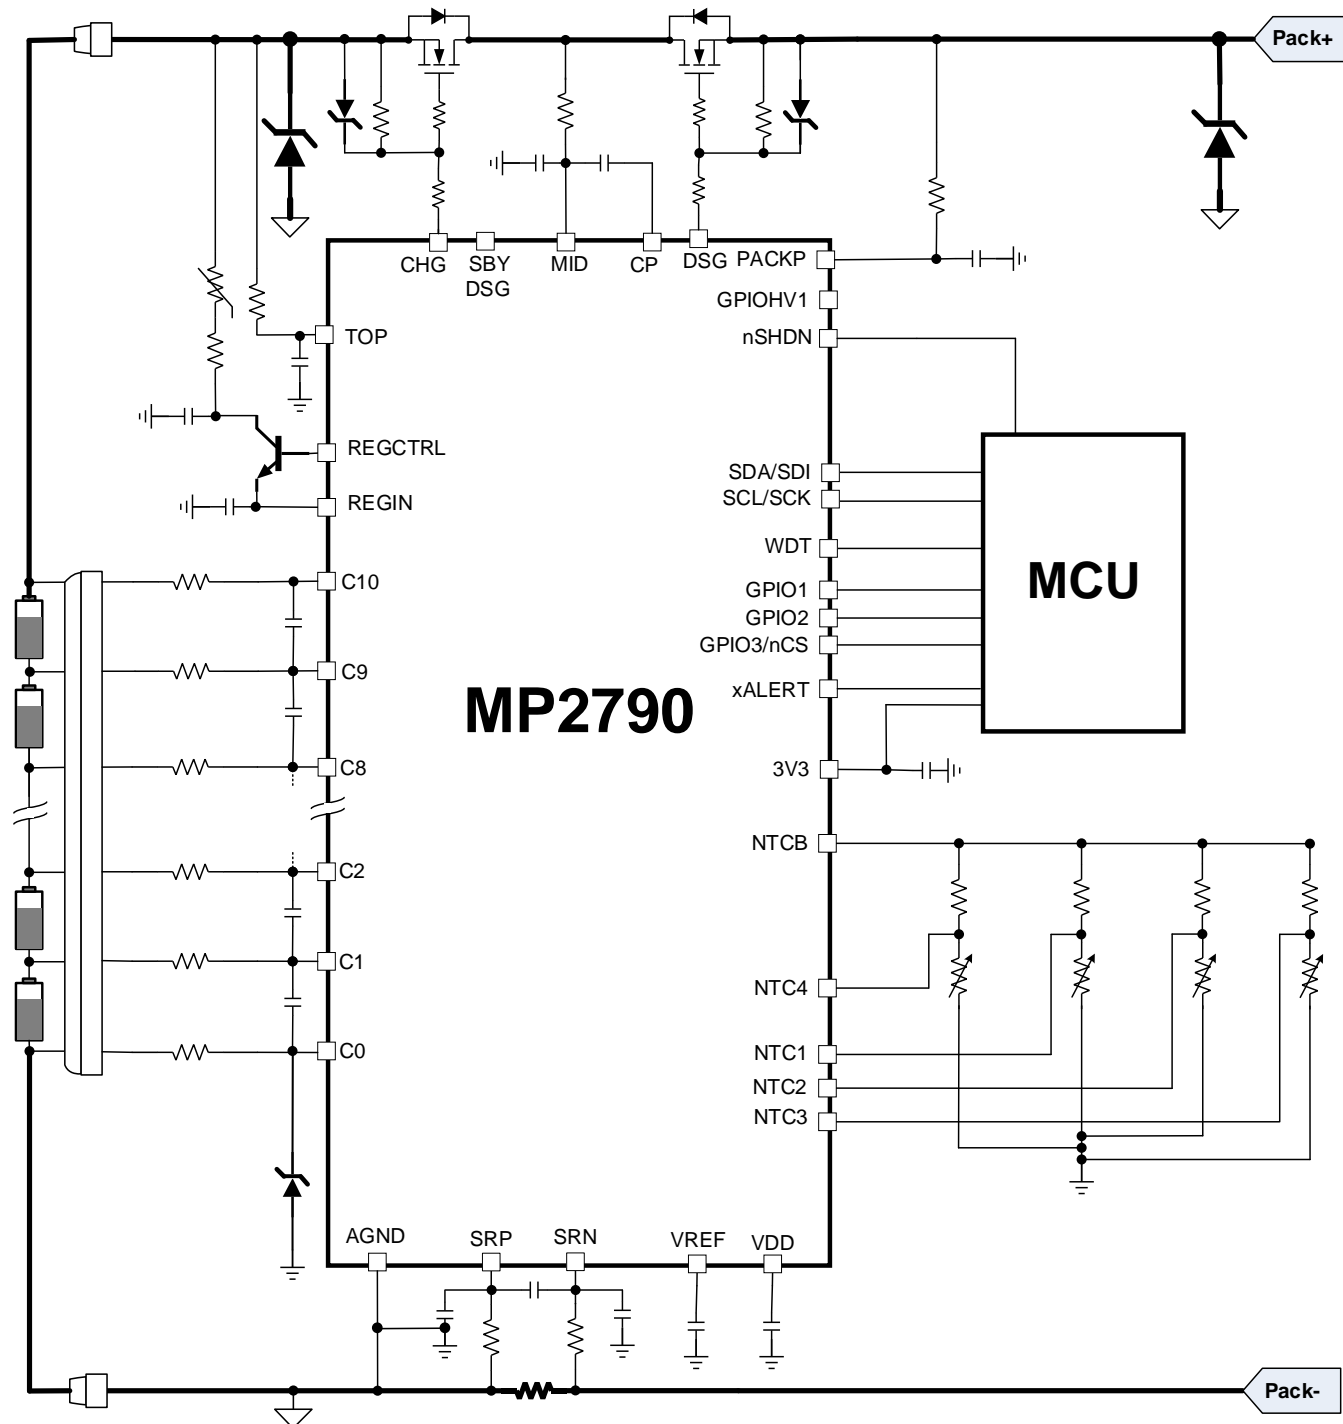 Pack+
CHG
SBY
DSG
MID
CP
DSG
PACKP
GPIOHV1
nSHDN
TOP
REGCTRL
REGIN
SDA/SDI
SCL/SCK
WDT
GPIO1
GPIO2
GPIO3/nCS
xALERT
MCU
C10
C9
C8
MP2790
3V3
NTCB
C2
C1
C0
NTC4
NTC1
NTC2
NTC3
AGND
SRP
SRN
VREF
VDD
Pack-